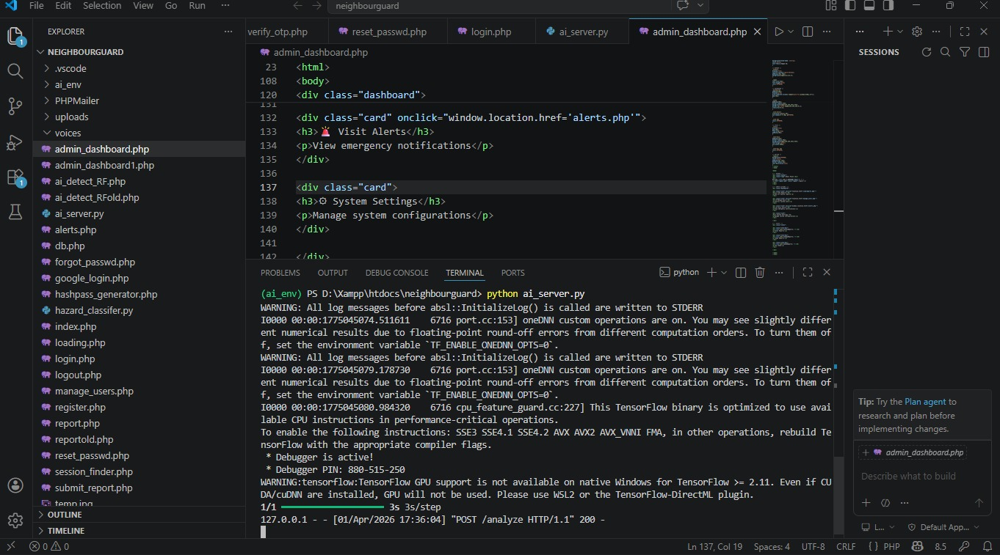 File Edit Selection View Go Run ···
neighbourguard
EXPLORER ···
NEIGHBOURGUARD
.vscode
ai_env
PHPMailer
uploads
voices
admin_dashboard.php
admin_dashboard1.php
ai_detect_RF.php
ai_detect_RFold.php
ai_server.py
alerts.php
db.php
forgot_passwd.php
google_login.php
hashpass_generator.php
hazard_classifer.py
index.php
loading.php
login.php
logout.php
manage_users.php
register.php
report.php
reportold.php
reset_passwd.php
session_finder.php
submit_report.php
temp.jpg
OUTLINE
TIMELINE
1
1
verify_otp.php reset_passwd.php login.php ai_server.py admin_dashboard.php
admin_dashboard.php
23 <html>
108 <body>
120 <div class="dashboard">
131
132 <div class="card" onclick="window.location.href='alerts.php'">
133 <h3>🚨 Visit Alerts</h3>
134 <p>View emergency notifications</p>
135 </div>
136
137 <div class="card">
138 <h3>⚙ System Settings</h3>
139 <p>Manage system configurations</p>
140 </div>
141
142 </div>
PROBLEMS OUTPUT DEBUG CONSOLE TERMINAL PORTS python
(ai_env) PS D:\Xampp\htdocs\neighbourguard> python ai_server.py
WARNING: All log messages before absl::InitializeLog() is called are written to STDERR
I0000 00:00:1775045074.511611    6716 port.cc:153] oneDNN custom operations are on. You may see slightly differ
ent numerical results due to floating-point round-off errors from different computation orders. To turn them of
f, set the environment variable `TF_ENABLE_ONEDNN_OPTS=0`.
WARNING: All log messages before absl::InitializeLog() is called are written to STDERR
I0000 00:00:1775045079.178730    6716 port.cc:153] oneDNN custom operations are on. You may see slightly differ
ent numerical results due to floating-point round-off errors from different computation orders. To turn them of
f, set the environment variable `TF_ENABLE_ONEDNN_OPTS=0`.
I0000 00:00:1775045080.984320    6716 cpu_feature_guard.cc:227] This TensorFlow binary is optimized to use avai
lable CPU instructions in performance-critical operations.
To enable the following instructions: SSE3 SSE4.1 SSE4.2 AVX AVX2 AVX_VNNI FMA, in other operations, rebuild Te
nsorFlow with the appropriate compiler flags.
 * Debugger is active!
 * Debugger PIN: 880-515-250
WARNING:tensorflow:TensorFlow GPU support is not available on native Windows for TensorFlow >= 2.11. Even if CU
DA/cuDNN are installed, GPU will not be used. Please use WSL2 or the TensorFlow-DirectML plugin.
1/1 ━━━━━━━━━━━━━━━━━━━━ 3s 3s/step
127.0.0.1 - - [01/Apr/2026 17:36:04] "POST /analyze HTTP/1.1" 200 -
SESSIONS
Tip: Try the Plan agent to
research and plan before
implementing changes.
admin_dashboard.php
Describe what to build
L... Default App...
0 0 Ln 137, Col 19 Spaces: 4 UTF-8 CRLF {} PHP 8.5